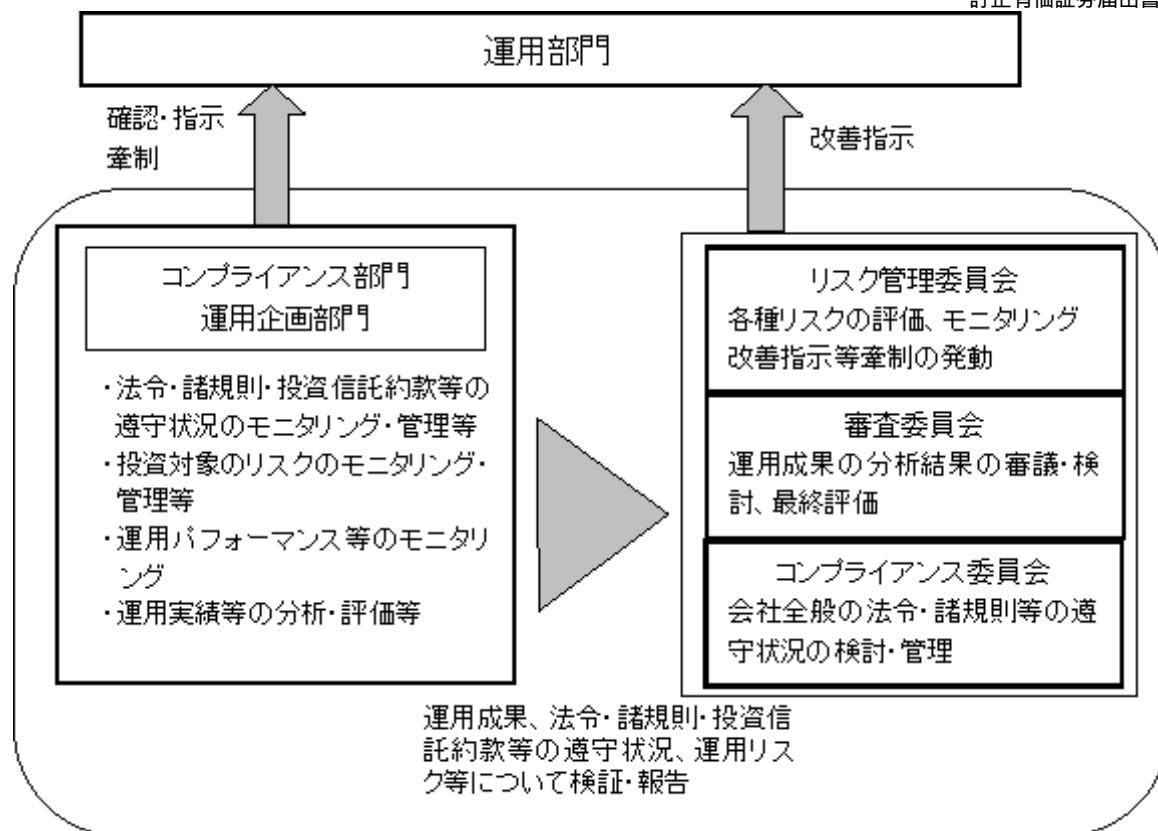 訂正有価証券届出書
運用部門
確認・指示
牽制
改善指示
コンプライアンス部門
運用企画部門
・法令・諸規則・投資信託約款等の
遵守状況のモニタリング・管理等
・投資対象のリスクのモニタリング・
管理等
・運用パフォーマンス等のモニタリ
ング
・運用実績等の分析・評価等
リスク管理委員会
各種リスクの評価、モニタリング
改善指示等牽制の発動
審査委員会
運用成果の分析結果の審議・検
討、最終評価
コンプライアンス委員会
会社全般の法令・諸規則等の遵
守状況の検討・管理
運用成果、法令・諸規則・投資信
託約款等の遵守状況、運用リス
ク等について検証・報告